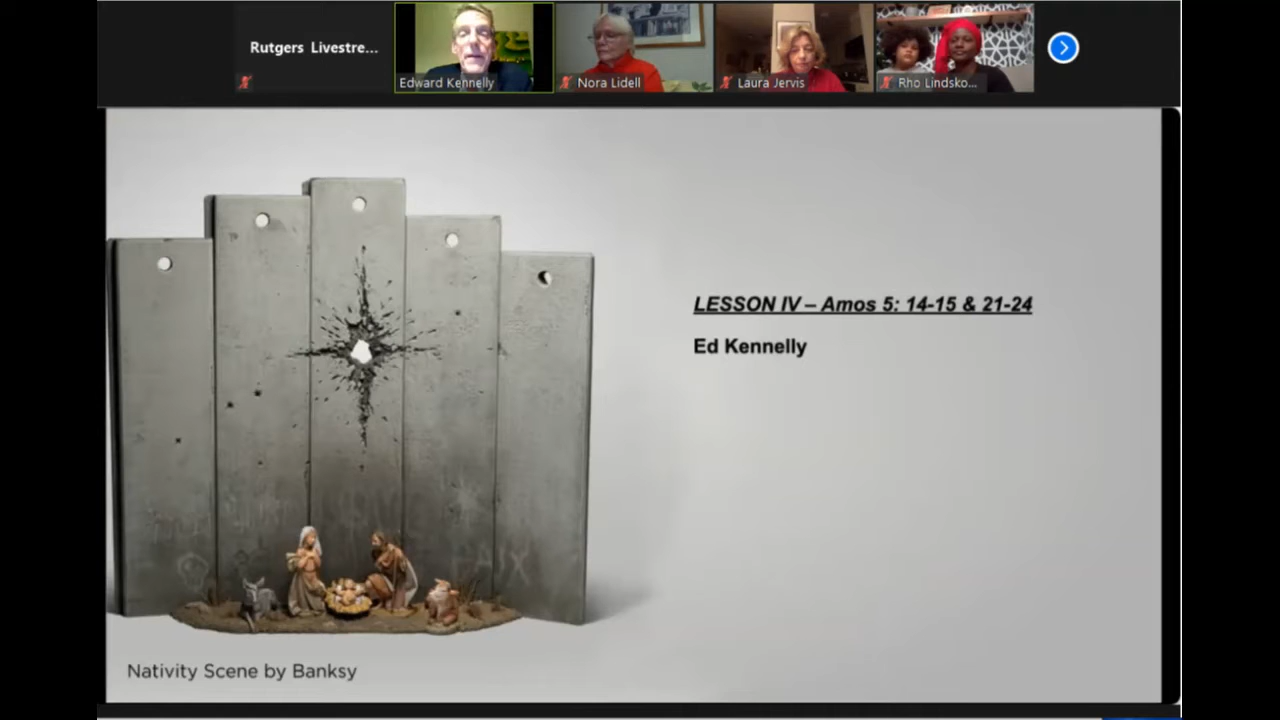 Rutgers Livestre...
Edward Kennelly
Nora Lidell
Laura Jervis
Rho Lindsko...
LESSON IV – Amos 5: 14-15 & 21-24
Ed Kennelly
PAIX
Nativity Scene by Banksy